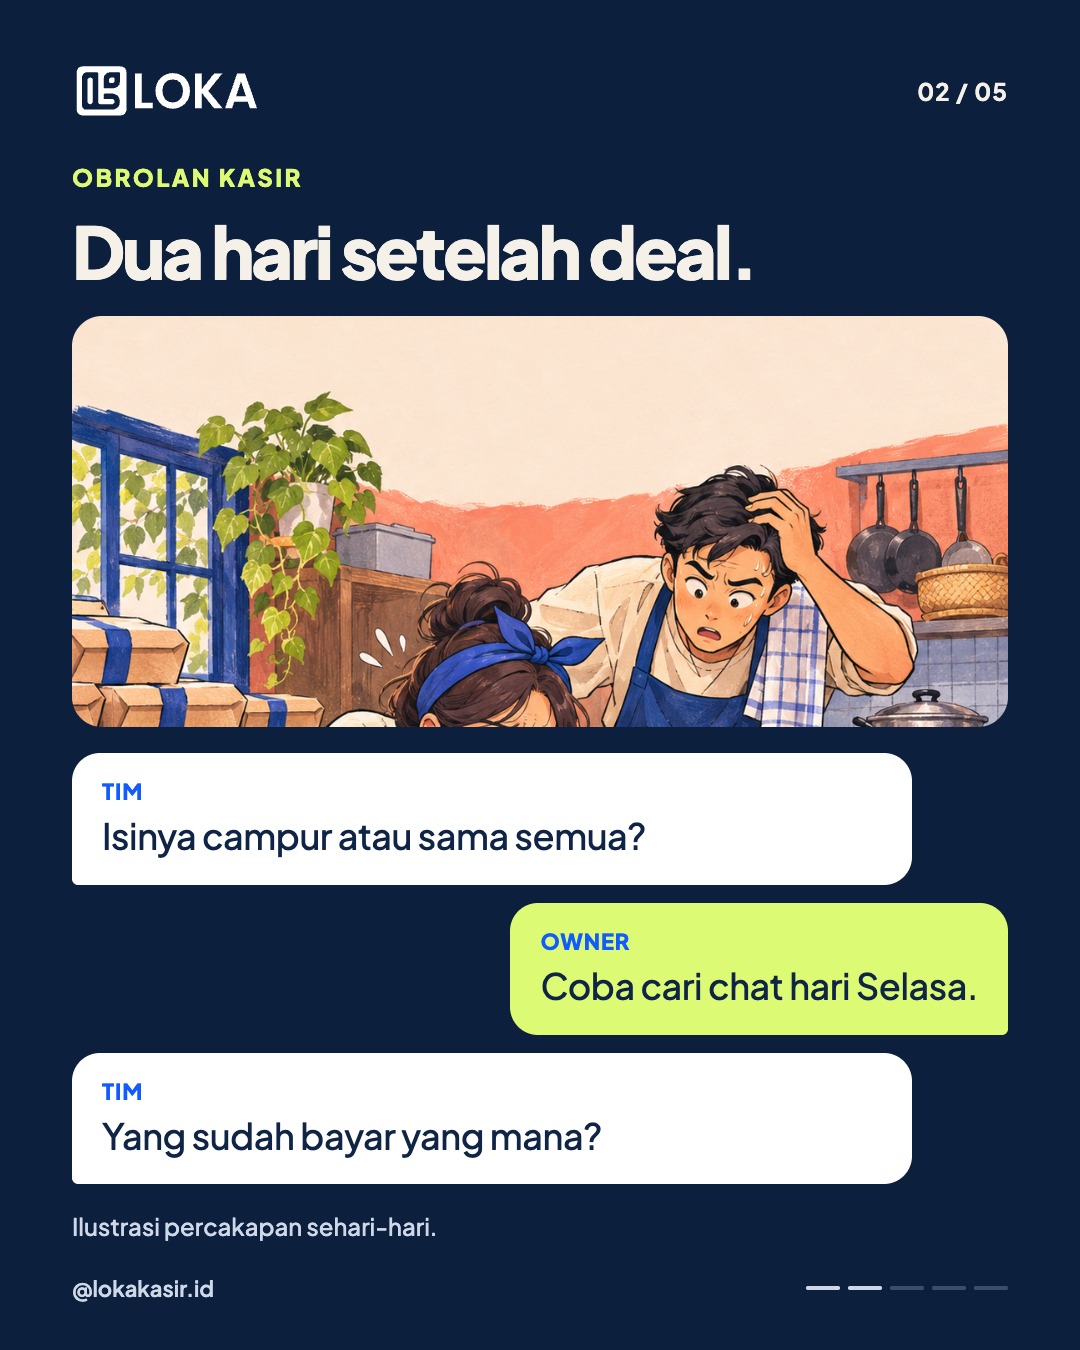 LOKA
02 / 05
OBROLAN KASIR
Dua hari setelah deal.
TIM
Isinya campur atau sama semua?
OWNER
Coba cari chat hari Selasa.
TIM
Yang sudah bayar yang mana?
Ilustrasi percakapan sehari-hari.
@lokakasir.id